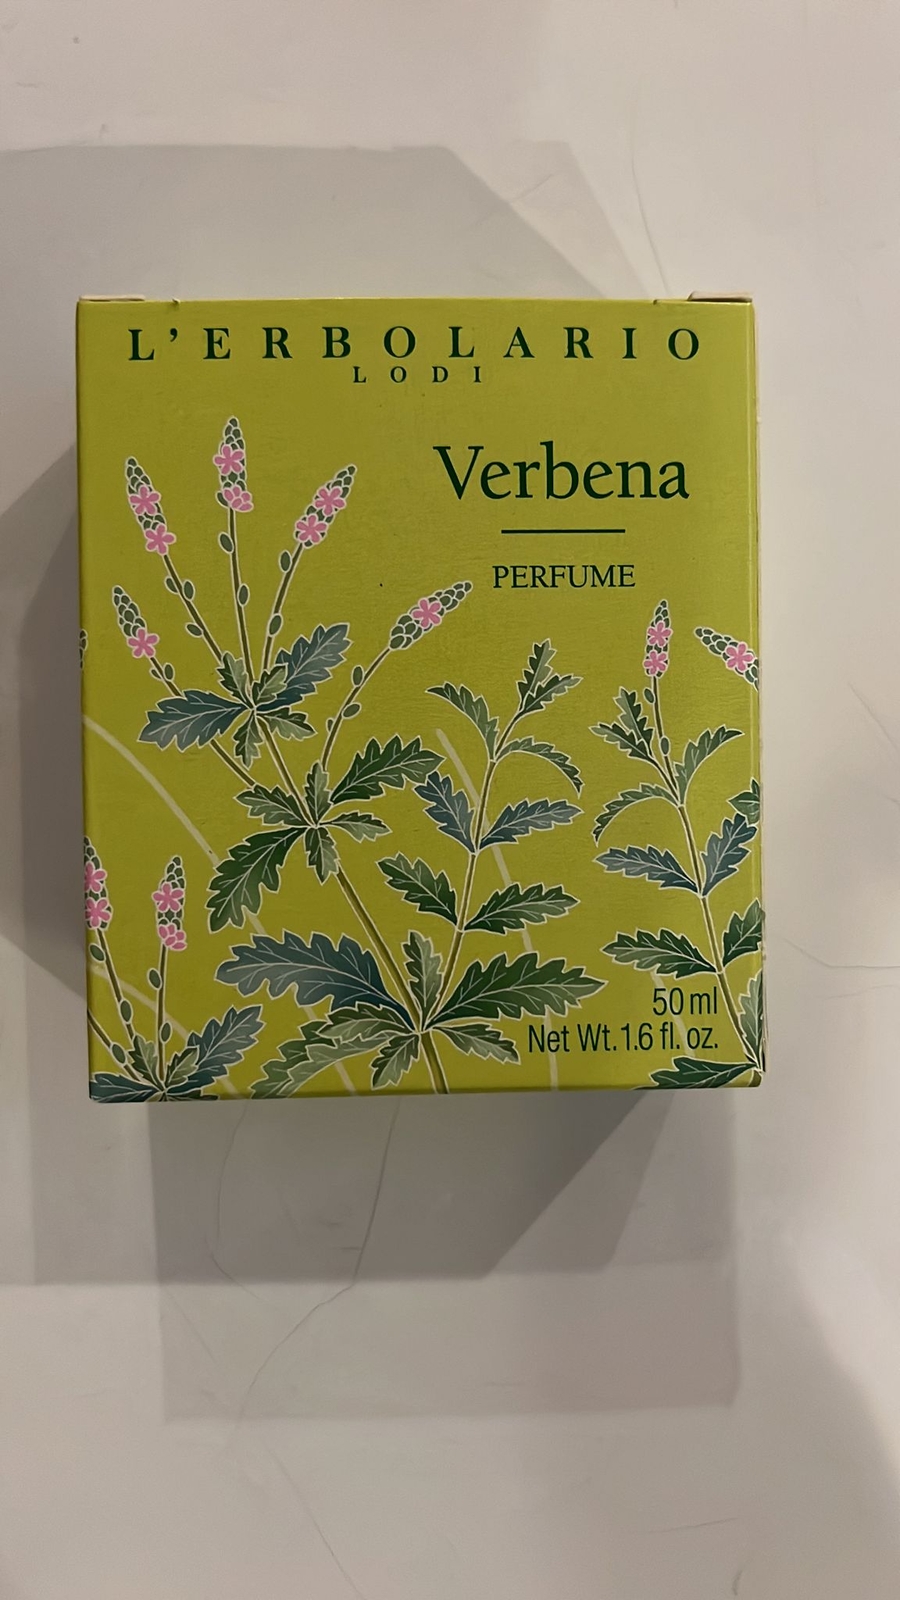 L'ERBOLARIO
LODI
Verbena
PERFUME
50 ml
Net Wt. 1.6 fl. oz.